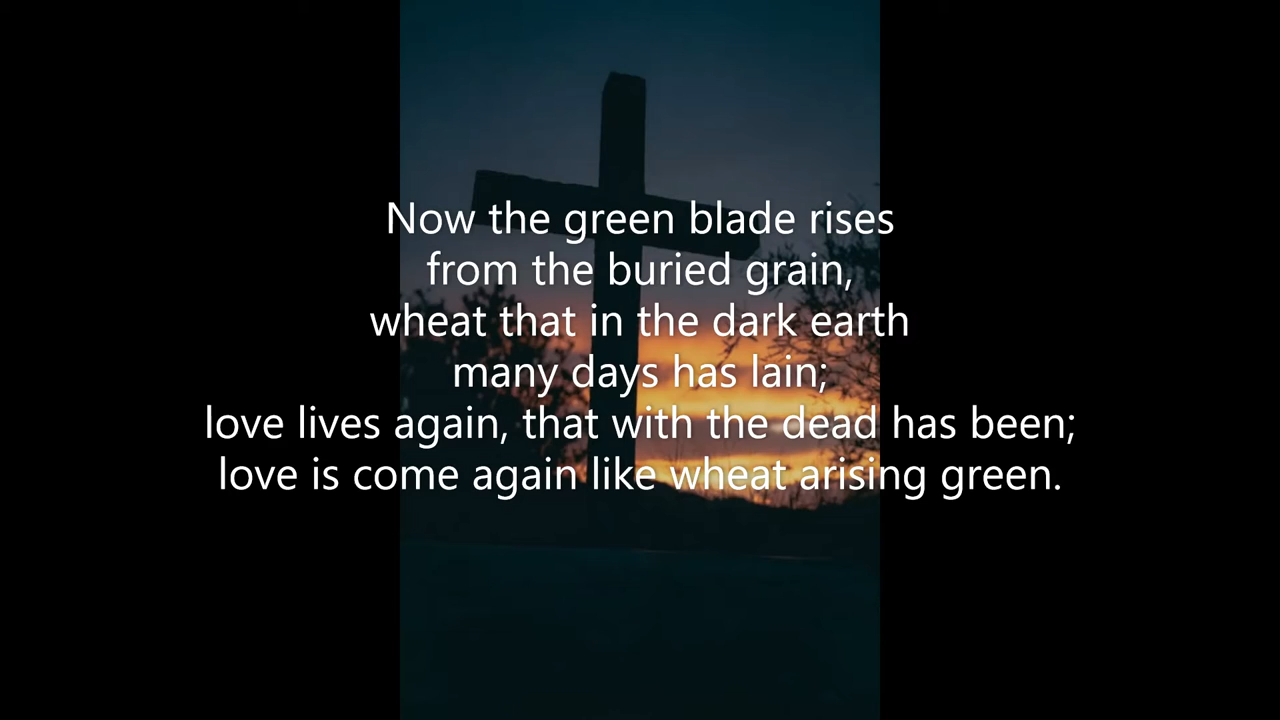 Now the green blade rises
from the buried grain,
wheat that in the dark earth
many days has lain;
love lives again, that with the dead has been;
love is come again like wheat arising green.